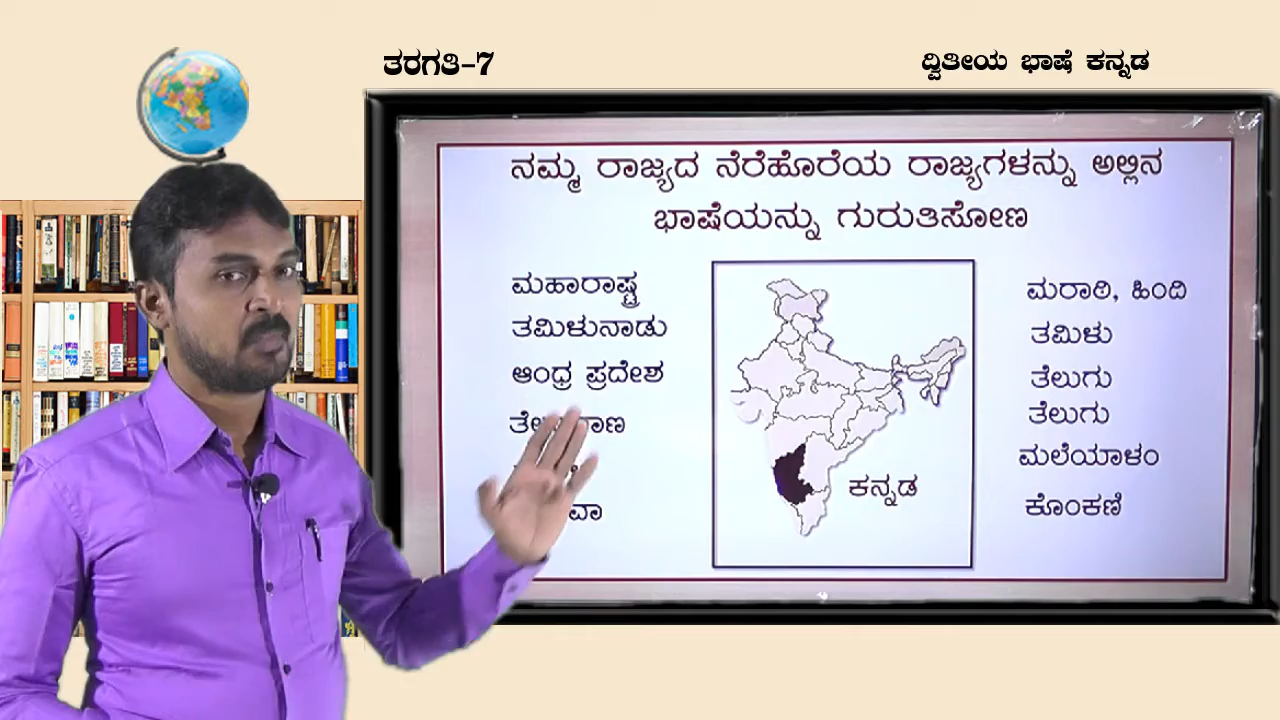 ತರಗತಿ-7
ದ್ವಿತೀಯ ಭಾಷೆ ಕನ್ನಡ
ನಮ್ಮ ರಾಜ್ಯದ ನೆರೆಹೊರೆಯ ರಾಜ್ಯಗಳನ್ನು ಅಲ್ಲಿನ
ಭಾಷೆಯನ್ನು ಗುರುತಿಸೋಣ
ಮಹಾರಾಷ್ಟ್ರ
ತಮಿಳುನಾಡು
ಆಂಧ್ರ ಪ್ರದೇಶ
ಕನ್ನಡ
ಮರಾಠಿ, ಹಿಂದಿ
ತಮಿಳು
ತೆಲುಗು
ತೆಲುಗು
ಮಲೆಯಾಳಂ
ಕೊಂಕಣಿ